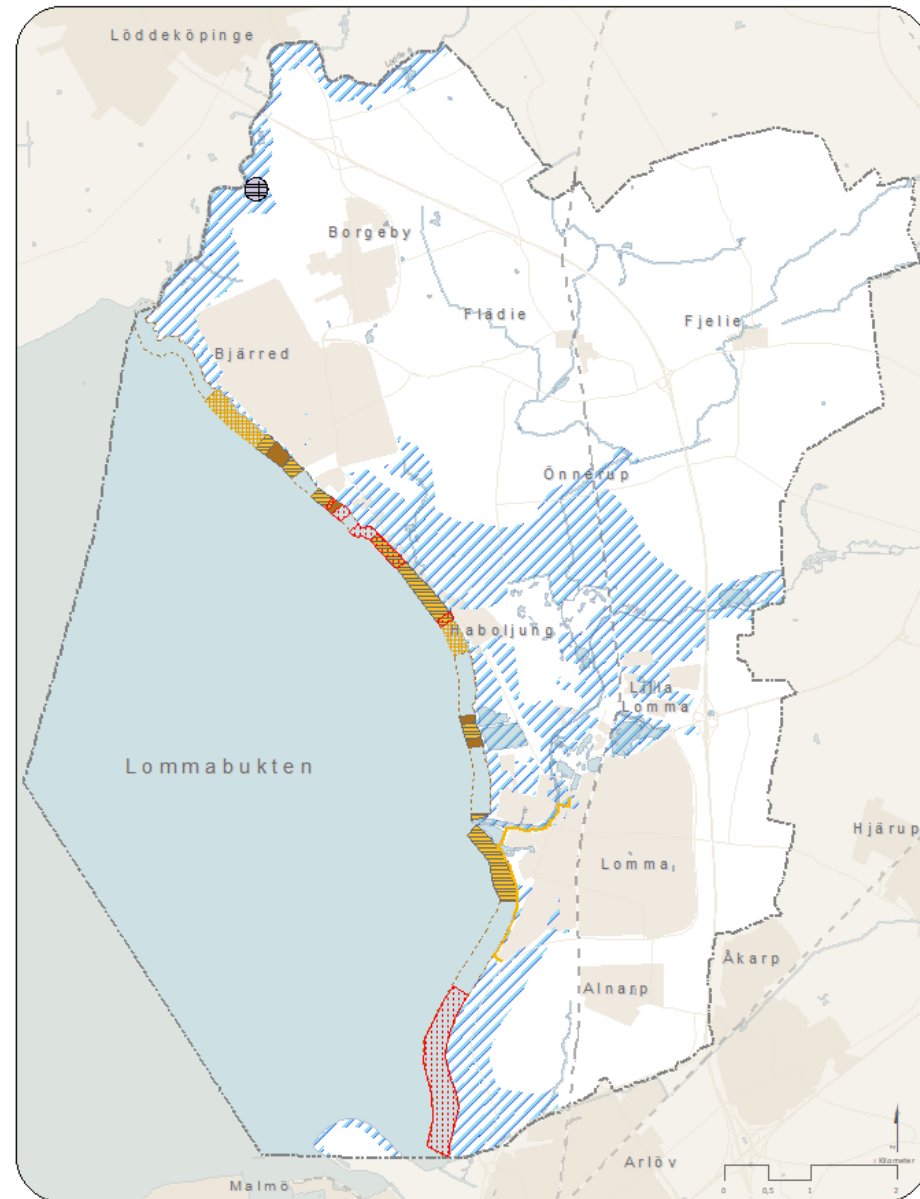 Löddeköpinge
Borgeby
Flädie
Fjelie
Bjärred
Önnerup
Haboljung
Lilla
Lomma
Lommabukten
Hjärup
Lomma
Åkarp
Alnarp
Kilometer
0 0,5 1 2
Arlöv
Malmö